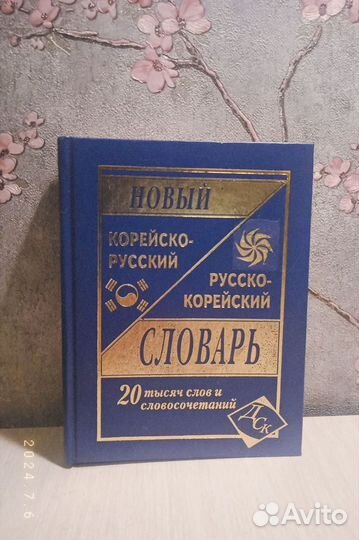 НОВЫЙ
КОРЕЙСКО-
РУССКИЙ
РУССКО-
КОРЕЙСКИЙ
СЛОВАРЬ
20 тысяч слов и
словосочетаний
ДСК
2024 7.6
Avito